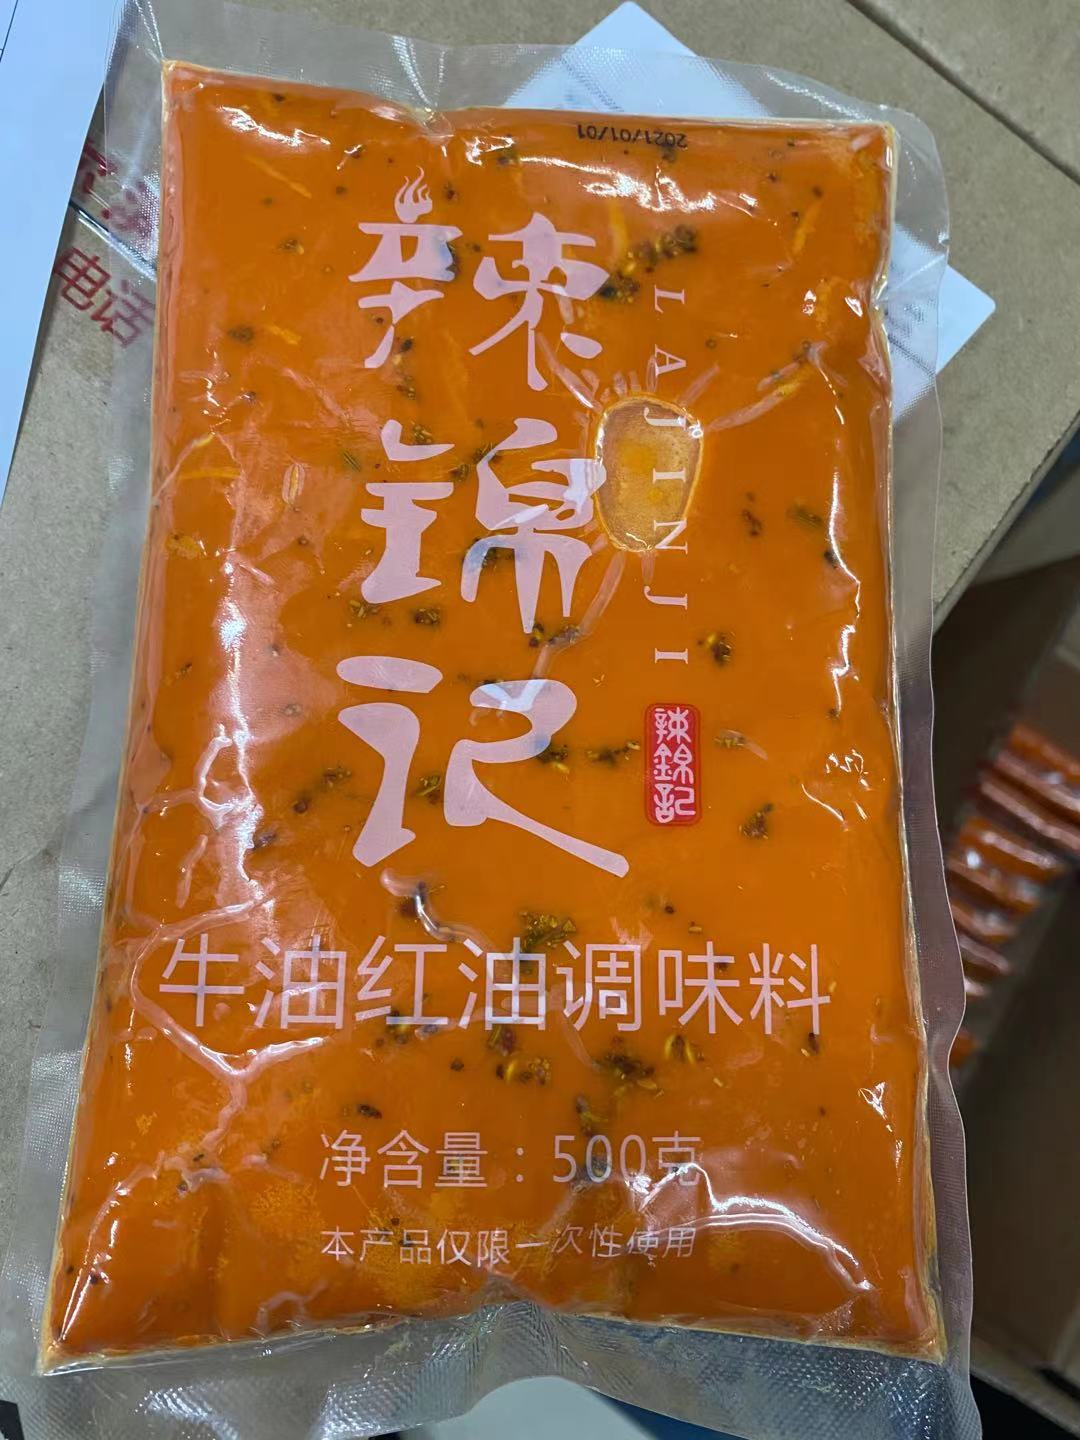 2021/01/01
辣锦记
LAJINJI
辣錦記
牛油红油调味料
净含量：500克
本产品仅限一次性使用
电话